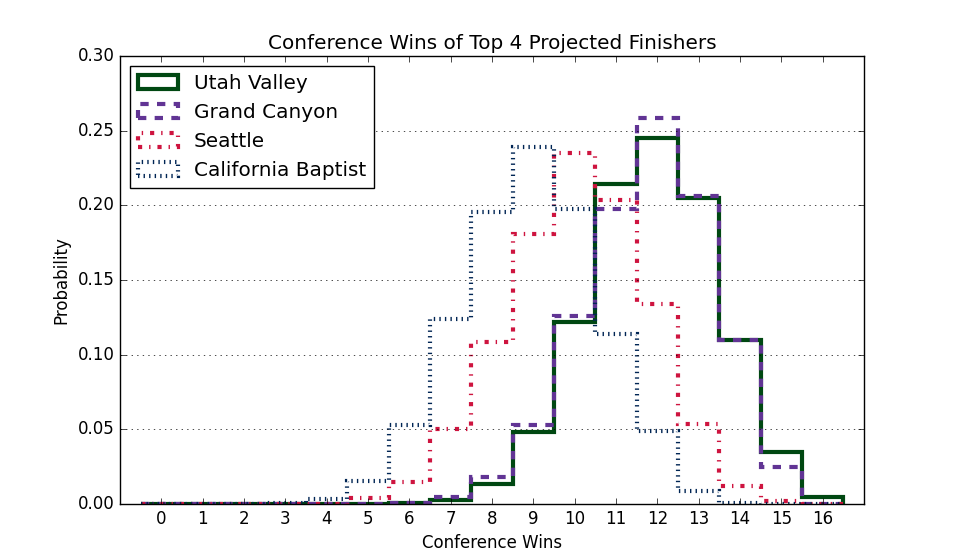 Conference Wins of Top 4 Projected Finishers
0.30
0.25
0.20
0.15
0.10
0.05
0.00
Probability
Utah Valley
Grand Canyon
Seattle
California Baptist
0 1 2 3 4 5 6 7 8 9 10 11 12 13 14 15 16
Conference Wins